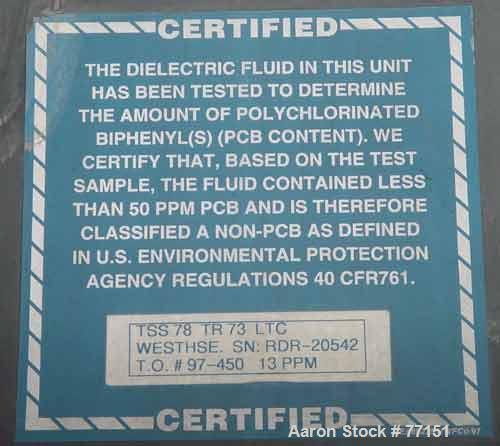 CERTIFIED
THE DIELECTRIC FLUID IN THIS UNIT
HAS BEEN TESTED TO DETERMINE
THE AMOUNT OF POLYCHLORINATED
BIPHENYL(S) (PCB CONTENT). WE
CERTIFY THAT, BASED ON THE TEST
SAMPLE, THE FLUID CONTAINED LESS
THAN 50 PPM PCB AND IS THEREFORE
CLASSIFIED A NON-PCB AS DEFINED
IN U.S. ENVIRONMENTAL PROTECTION
AGENCY REGULATIONS 40 CFR761.
TSS 78 TR 73 LTC
WESTHSE. SN: RDR-20542
T.O. # 97-450 13 PPM
CERTIFIED
Aaron Stock # 77151